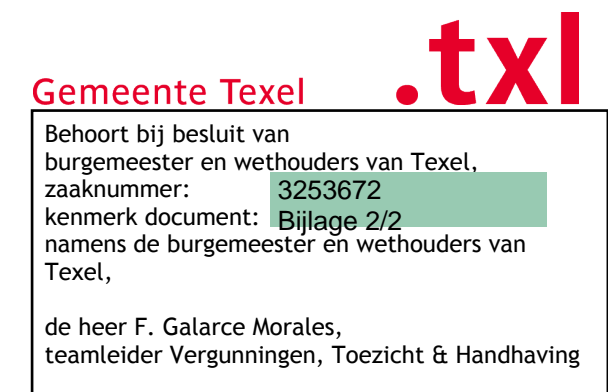 .txl
Gemeente Texel
Behoort bij besluit van
burgemeester en wethouders van Texel,
zaaknummer: 3253672
kenmerk document: Bijlage 2/2
namens de burgemeester en wethouders van
Texel,
de heer F. Galarce Morales,
teamleider Vergunningen, Toezicht & Handhaving